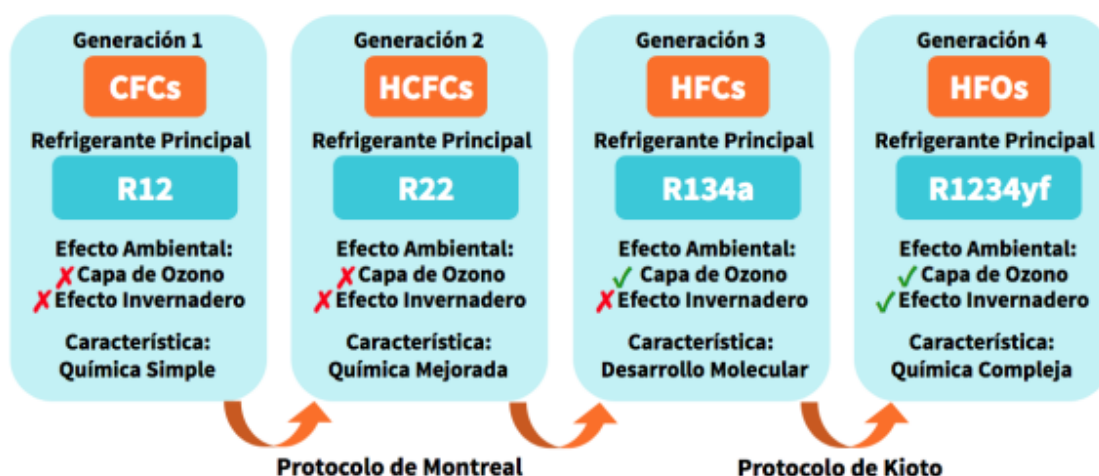 Generación 1
CFCs
Refrigerante Principal
R12
Efecto Ambiental:
✗ Capa de Ozono
✗ Efecto Invernadero
Característica:
Química Simple
Generación 2
HCFCs
Refrigerante Principal
R22
Efecto Ambiental:
✗ Capa de Ozono
✗ Efecto Invernadero
Característica:
Química Mejorada
Generación 3
HFCs
Refrigerante Principal
R134a
Efecto Ambiental:
✓ Capa de Ozono
✗ Efecto Invernadero
Característica:
Desarrollo Molecular
Generación 4
HFOs
Refrigerante Principal
R1234yf
Efecto Ambiental:
✓ Capa de Ozono
✓ Efecto Invernadero
Característica:
Química Compleja
Protocolo de Montreal
Protocolo de Kioto